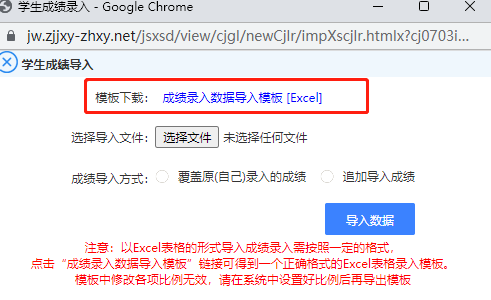 学生成绩录入 - Google Chrome
jw.zjjxy-zhxy.net/jsxsd/view/cjgl/newCjlr/impXscjlr.htmlx?cj0703i...
学生成绩导入
模板下载： 成绩录入数据导入模板 [Excel]
选择导入文件： 选择文件 未选择任何文件
成绩导入方式： 覆盖原(自己)录入的成绩 追加导入成绩
导入数据
注意：以Excel表格的形式导入成绩录入需按照一定的格式，
点击“成绩录入数据导入模板”链接可得到一个正确格式的Excel表格录入模板。
模板中修改各项比例无效，请在系统中设置好比例后再导出模板